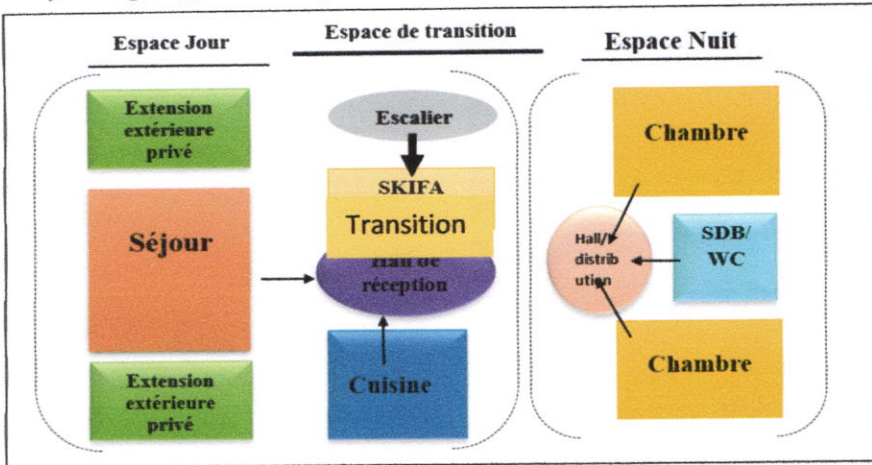 Espace Jour
Espace de transition
Espace Nuit
Extension
extérieure
privé
Séjour
Extension
extérieure
privé
Escalier
SKIFA
Transition
réception
Cuisine
Chambre
Hall/
distrib
ution
SDB/
WC
Chambre